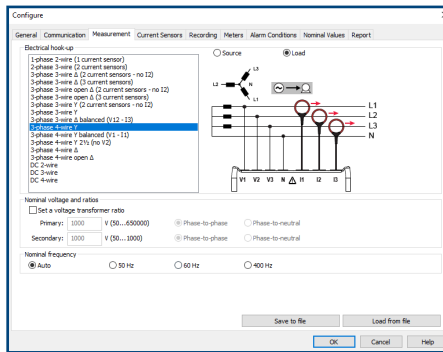 Configure
General Communication Measurement Current Sensors Recording Meters Alarm Conditions Nominal Values Report
Electrical hook-up
1-phase 2-wire (1 current sensor)
2-phase 3-wire (2 current sensors)
3-phase 3-wire Δ (2 current sensors - no I2)
3-phase 3-wire Δ (3 current sensors)
3-phase 3-wire open Δ (2 current sensors - no I2)
3-phase 3-wire open Δ (3 current sensors)
3-phase 3-wire Y (2 current sensors - no I2)
3-phase 3-wire Y
3-phase 3-wire Δ balanced (V12 - I3)
3-phase 4-wire Y
3-phase 4-wire Y balanced (V1 - I1)
3-phase 4-wire Y 2½ (no V2)
3-phase 4-wire Δ
3-phase 4-wire open Δ
DC 2-wire
DC 3-wire
DC 4-wire
Source Load
L3
L2 N
L1
L1
L2
L3
N
V1 V2 V3 N I1 I2 I3
Nominal voltage and ratios
Set a voltage transformer ratio
Primary: 1000 V (50...650000) Phase-to-phase Phase-to-neutral
Secondary: 1000 V (50...1000) Phase-to-phase Phase-to-neutral
Nominal frequency
Auto 50 Hz 60 Hz 400 Hz
Save to file Load from file
OK Cancel Help